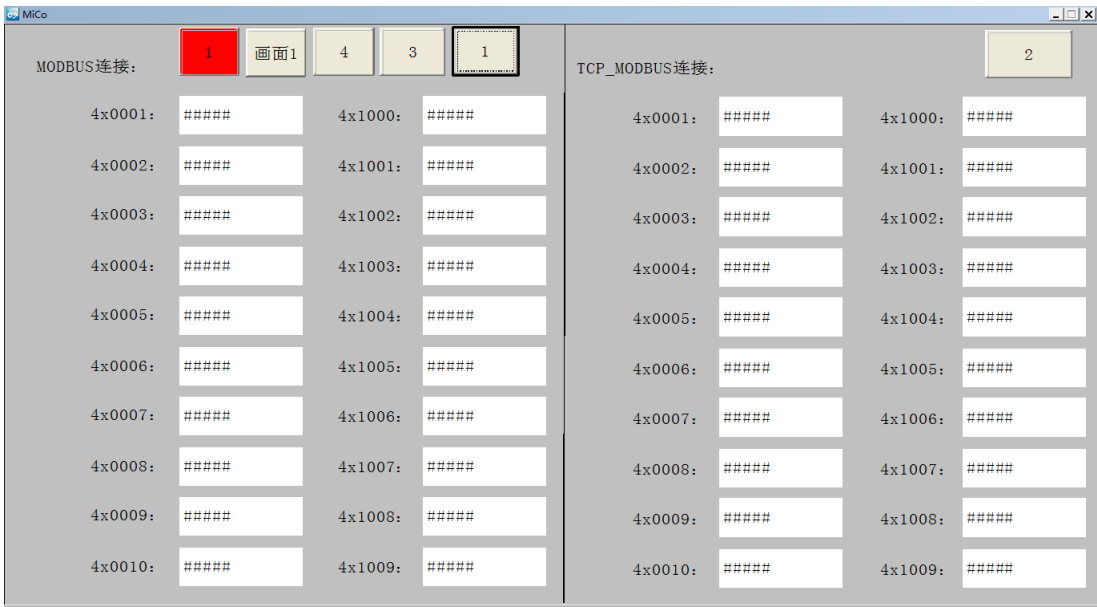 MiCo
MODBUS连接： 1 画面1 4 3 1 TCP_MODBUS连接： 2
4x0001： ##### 4x1000： ##### 4x0001： ##### 4x1000： #####
4x0002： ##### 4x1001： ##### 4x0002： ##### 4x1001： #####
4x0003： ##### 4x1002： ##### 4x0003： ##### 4x1002： #####
4x0004： ##### 4x1003： ##### 4x0004： ##### 4x1003： #####
4x0005： ##### 4x1004： ##### 4x0005： ##### 4x1004： #####
4x0006： ##### 4x1005： ##### 4x0006： ##### 4x1005： #####
4x0007： ##### 4x1006： ##### 4x0007： ##### 4x1006： #####
4x0008： ##### 4x1007： ##### 4x0008： ##### 4x1007： #####
4x0009： ##### 4x1008： ##### 4x0009： ##### 4x1008： #####
4x0010： ##### 4x1009： ##### 4x0010： ##### 4x1009： #####